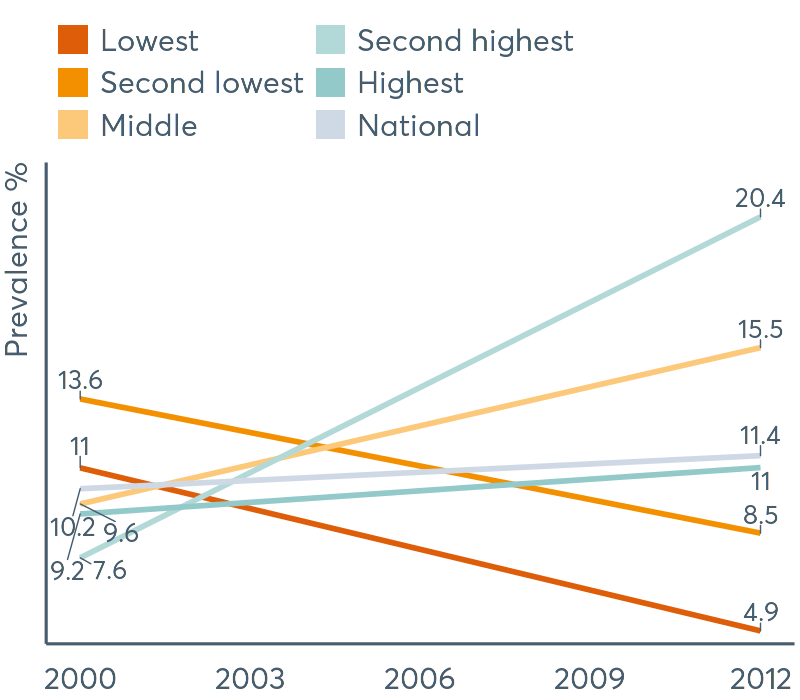 Lowest
Second lowest
Middle
Second highest
Highest
National
Prevalence %
20.4
15.5
13.6
11
11.4
11
8.5
10.2
9.6
9.2
7.6
4.9
2000 2003 2006 2009 2012